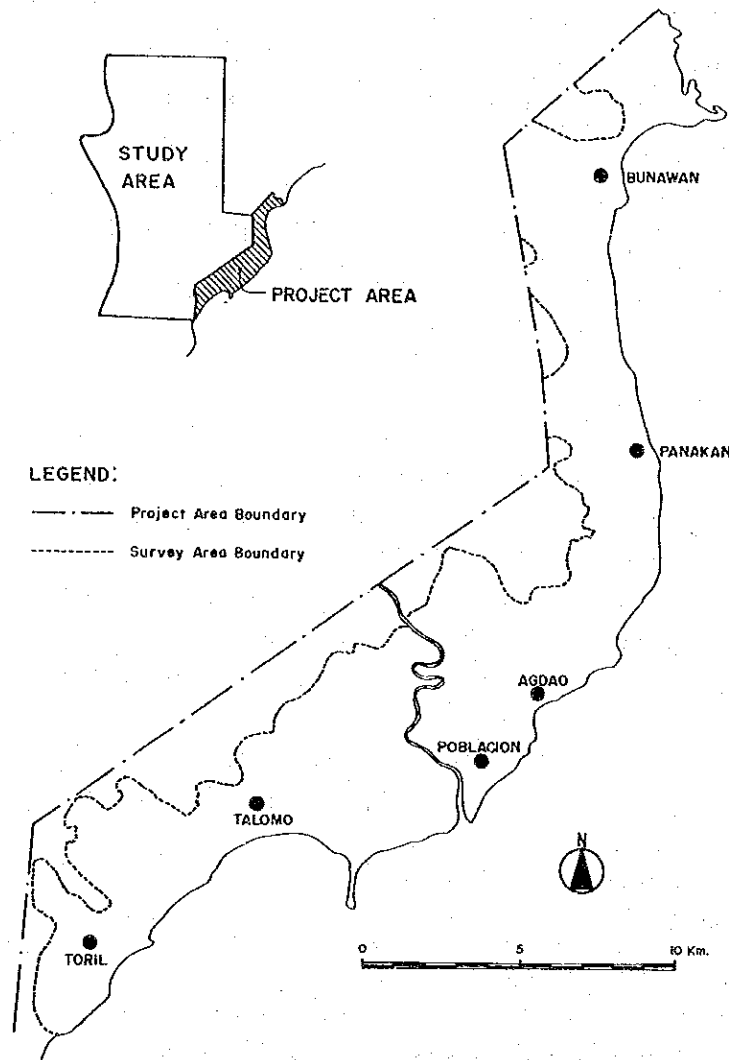 STUDY
AREA
PROJECT AREA
BUNAWAN
PANAKAN
LEGEND:
Project Area Boundary
Survey Area Boundary
AGDAO
POBLACION
TALOMO
TORIL
N
0 5 10 Km.